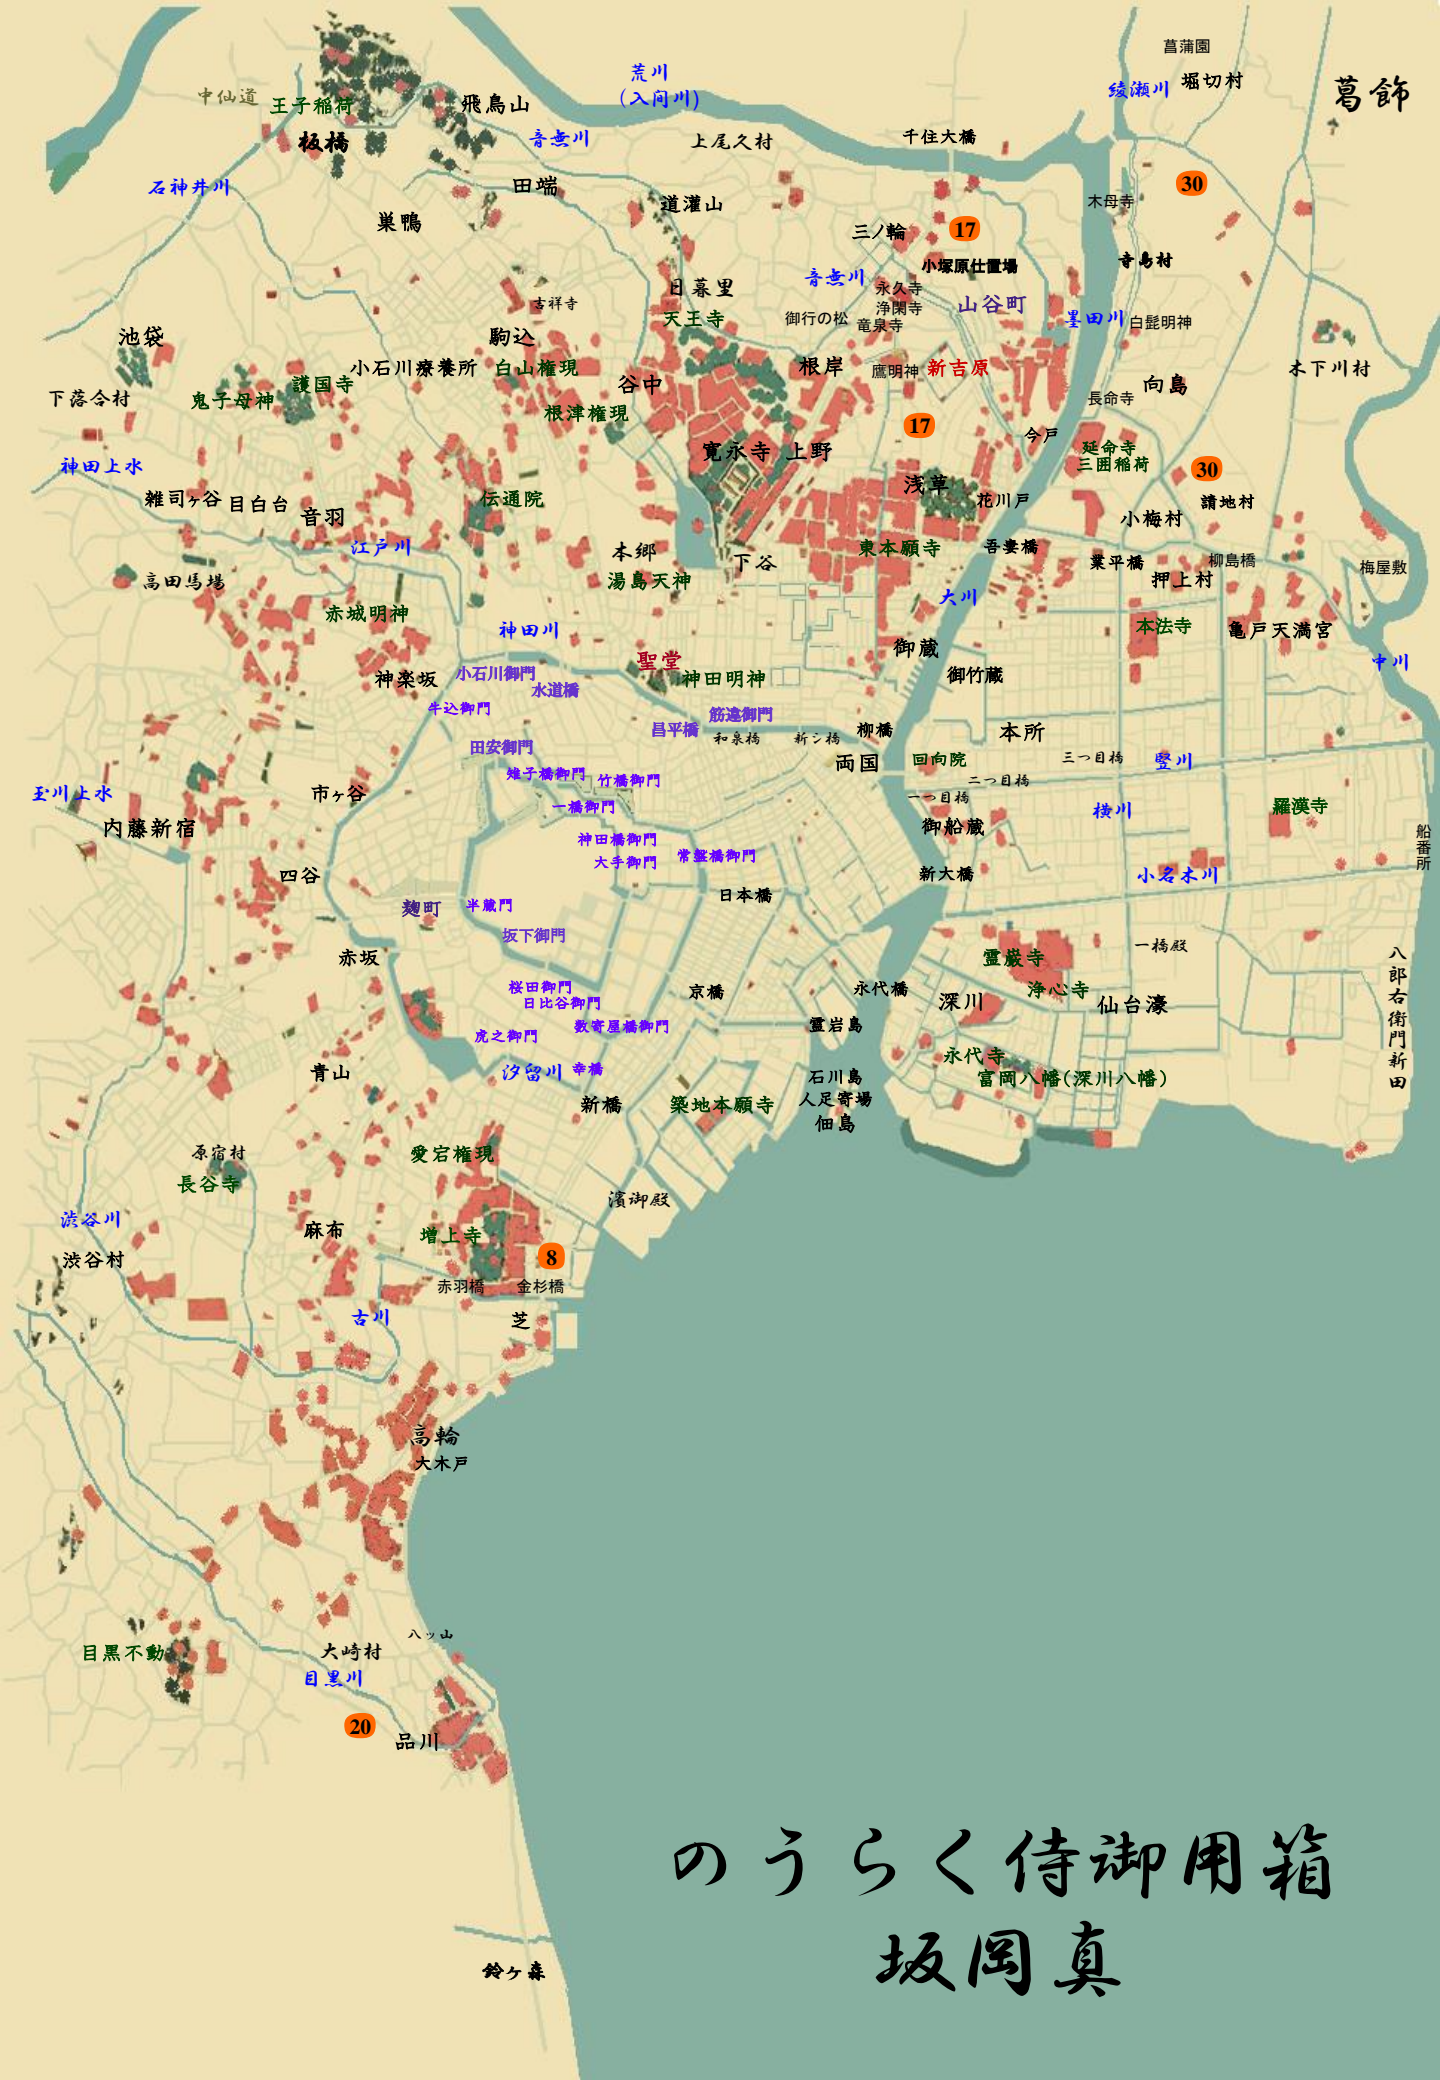 菖蒲園
荒川
(入间川)
綾瀬川
堀切村
葛飾
中仙道
王子稲荷
飛鳥山
板橋
音無川
上尾久村
千住大橋
石神井川
田端
30
道灌山
木母寺
巣鴨
三ノ輪
17
小塚原仕置場
寺島村
音無川
日暮里
永久寺
吉祥寺
浄閑寺
山谷町
天王寺
御行の松
竜泉寺
墨田川
白髭明神
池袋
駒込
小石川療養所
白山権現
根岸
鷹明神
新吉原
木下川村
護国寺
谷中
向島
下落合村
鬼子母神
長命寺
根津権現
17
今戸
寛永寺
上野
延命寺
三囲稲荷
神田上水
30
浅草
雑司ヶ谷
目白台
伝通院
花川戸
請地村
音羽
小梅村
江戸川
本郷
東本願寺
吾妻橋
下谷
業平橋
柳島橋
梅屋敷
高田馬場
湯島天神
押上村
大川
赤城明神
本法寺
亀戸天満宮
神田川
御蔵
聖堂
中川
神楽坂
小石川御門
神田明神
御竹蔵
水道橋
牛込御門
筋違御門
昌平橋
和泉橋
新シ橋
柳橋
本所
田安御門
両国
回向院
三つ目橋
竪川
雉子橋御門
竹橋御門
二つ目橋
玉川上水
市ヶ谷
一つ目橋
一橋御門
羅漢寺
横川
内藤新宿
御船蔵
神田橋御門
船番所
大手御門
常盤橋御門
四谷
新大橋
小名木川
日本橋
麹町
半蔵門
坂下御門
一橋殿
赤坂
霊巌寺
八郎右衛門新田
桜田御門
京橋
永代橋
浄心寺
日比谷御門
深川
仙台濠
数寄屋橋御門
霊岩島
虎之御門
永代寺
青山
汐留川
幸橋
石川島
富岡八幡(深川八幡)
人足寄場
新橋
築地本願寺
佃島
原宿村
愛宕権現
長谷寺
濱御殿
渋谷川
麻布
増上寺
8
渋谷村
赤羽橋
金杉橋
古川
芝
高輪
大木戸
八ッ山
目黒不動
大崎村
目黒川
20
品川
のうらく侍御用箱
坂岡真
鈴ヶ森